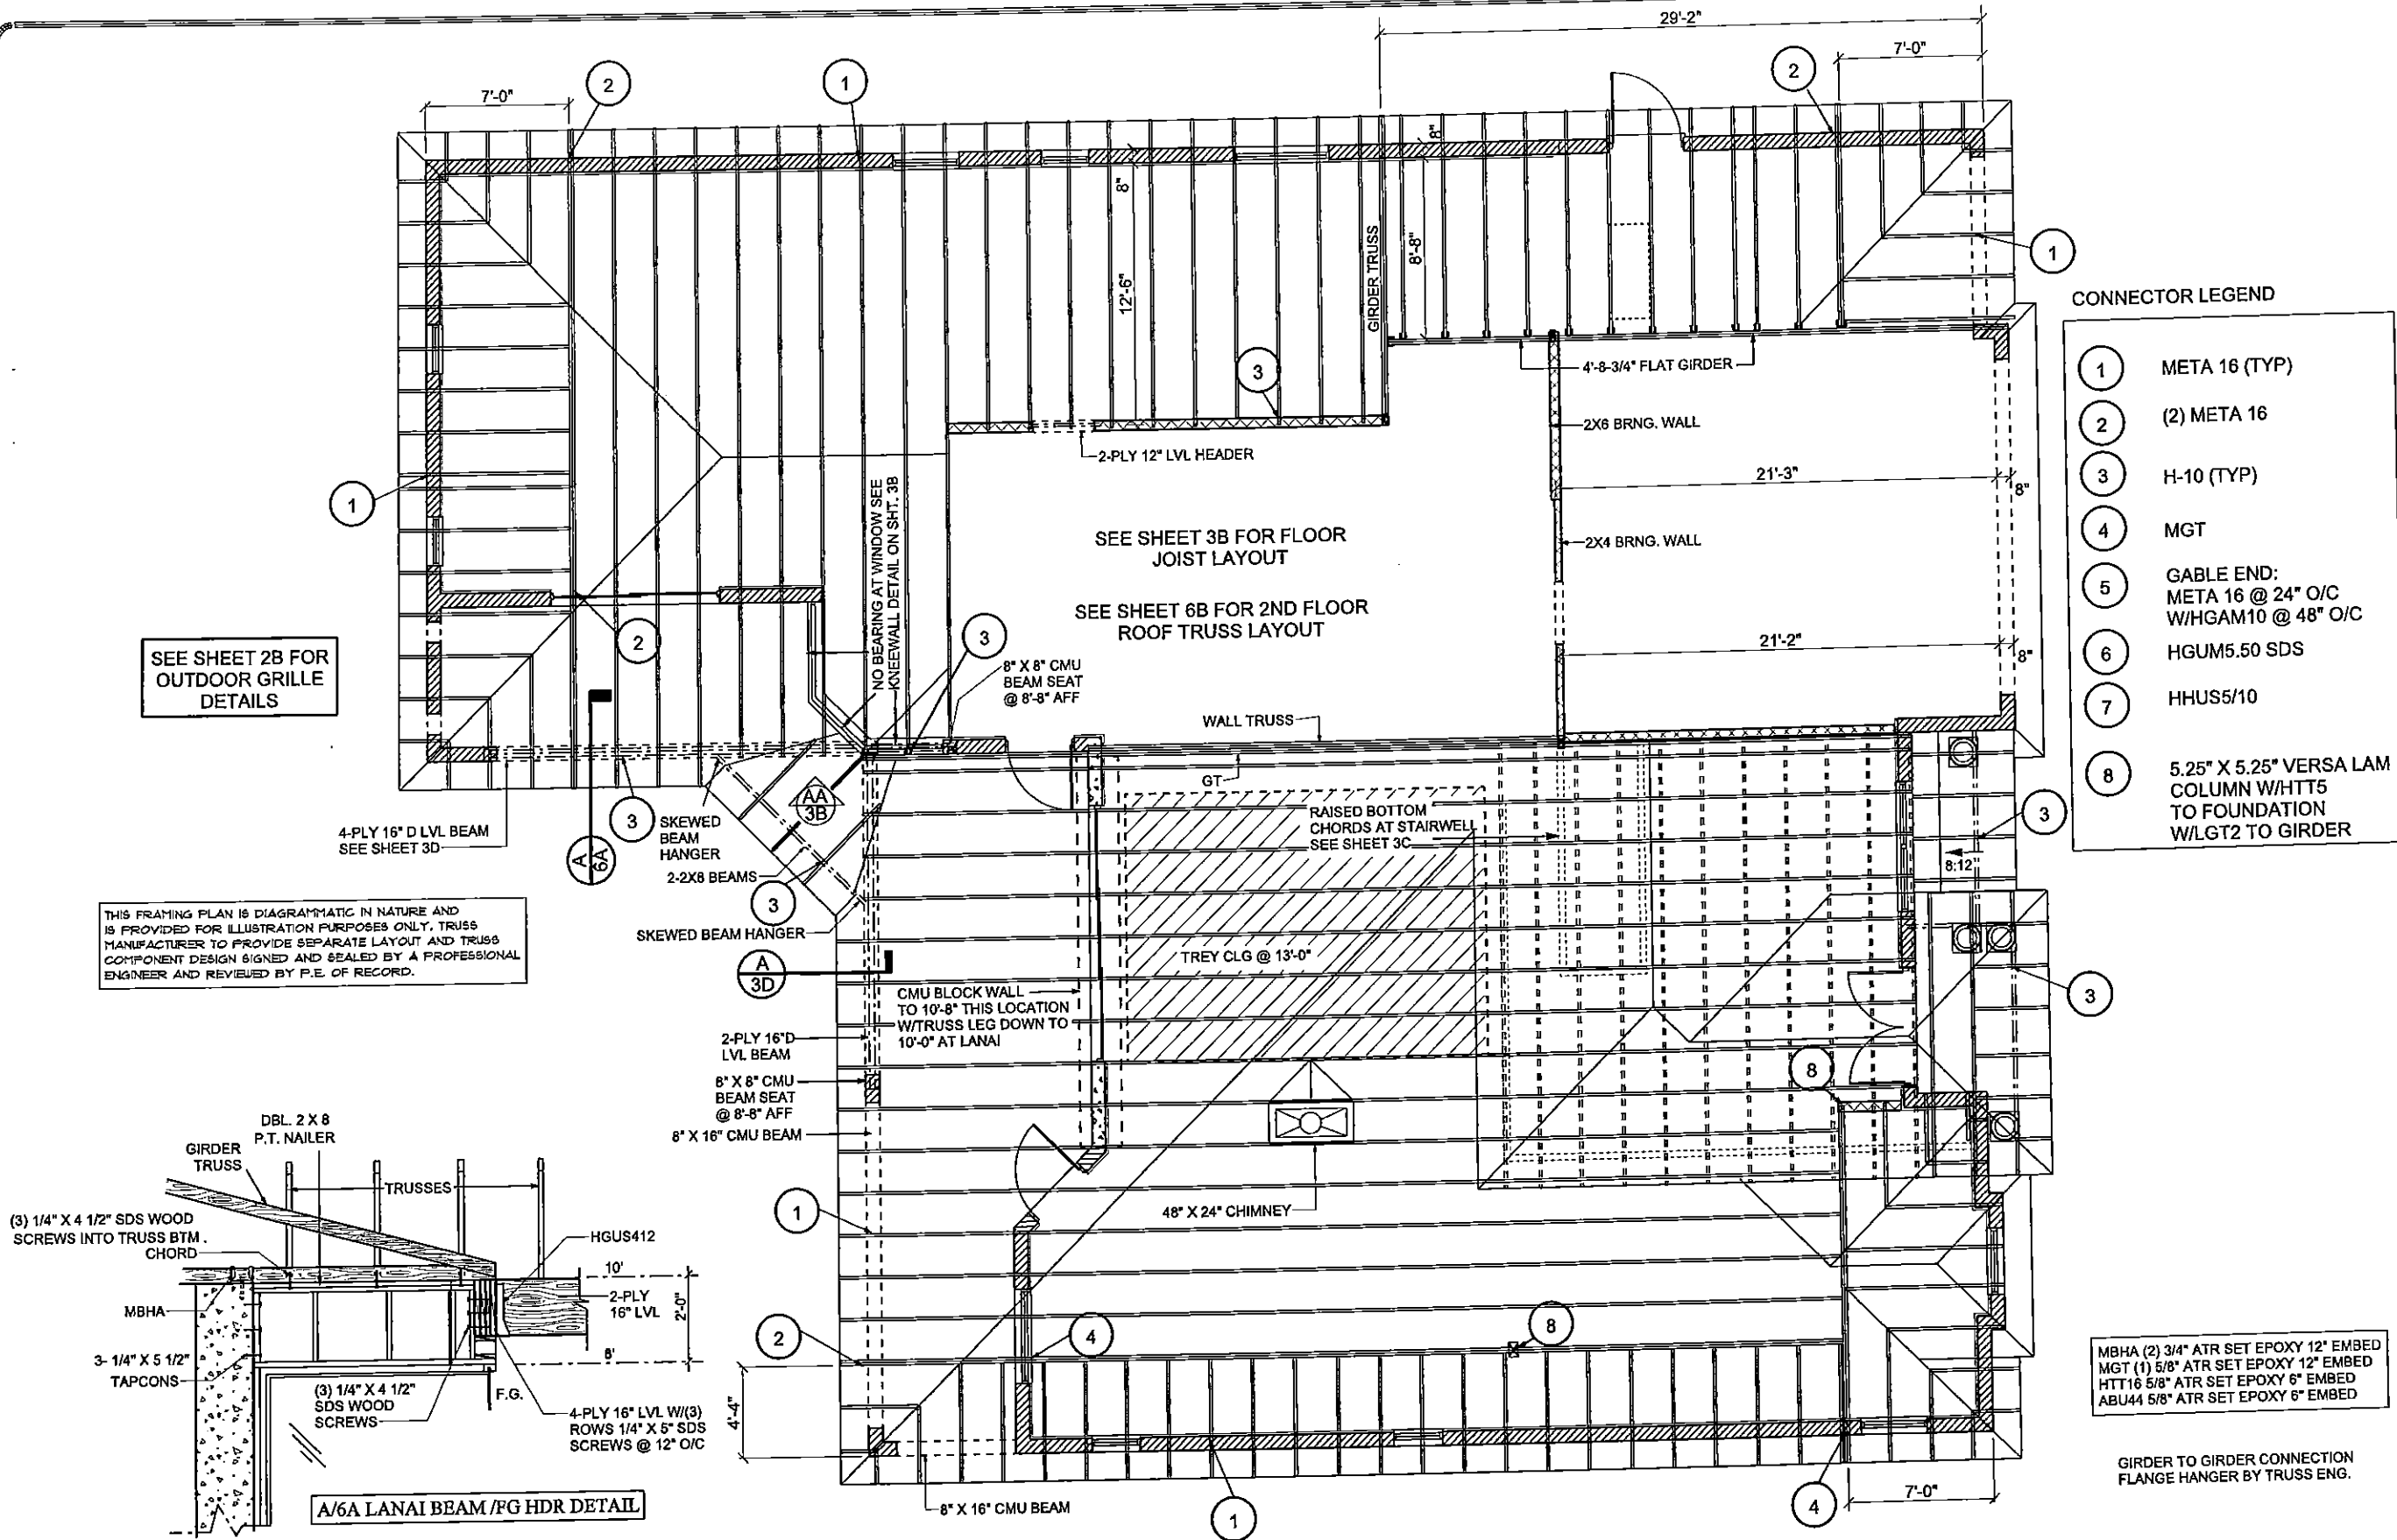 29'-2"
7'-0"
2
1
2
7'-0"
8"
8"
12'-6"
8'-8"
GIRDER TRUSS
1
3
4'-8-3/4" FLAT GIRDER
2X6 BRNG. WALL
2-PLY 12" LVL HEADER
21'-3"
8"
1
NO BEARING AT WINDOW SEE
KNEEWALL DETAIL ON SHT. 3B
SEE SHEET 3B FOR FLOOR
JOIST LAYOUT
2X4 BRNG. WALL
SEE SHEET 6B FOR 2ND FLOOR
ROOF TRUSS LAYOUT
2
3
21'-2"
8"
8" X 8" CMU
BEAM SEAT
@ 8'-8" AFF
SEE SHEET 2B FOR
OUTDOOR GRILLE
DETAILS
WALL TRUSS
GT
CONNECTOR LEGEND
1
META 16 (TYP)
2
(2) META 16
3
H-10 (TYP)
4
MGT
5
GABLE END:
META 16 @ 24" O/C
W/HGAM10 @ 48" O/C
6
HGUM5.50 SDS
7
HHUS5/10
8
5.25" X 5.25" VERSA LAM
COLUMN W/HTT5
TO FOUNDATION
W/LGT2 TO GIRDER
4-PLY 16" D LVL BEAM
SEE SHEET 3D
A
6A
3
SKEWED
BEAM
HANGER
AA
3B
2-2X8 BEAMS
3
SKEWED BEAM HANGER
RAISED BOTTOM
CHORDS AT STAIRWELL
SEE SHEET 3C
3
8:12
TREY CLG @ 13'-0"
A
3D
CMU BLOCK WALL
TO 10'-8" THIS LOCATION
W/TRUSS LEG DOWN TO
10'-0" AT LANAI
3
THIS FRAMING PLAN IS DIAGRAMMATIC IN NATURE AND
IS PROVIDED FOR ILLUSTRATION PURPOSES ONLY. TRUSS
MANUFACTURER TO PROVIDE SEPARATE LAYOUT AND TRUSS
COMPONENT DESIGN SIGNED AND SEALED BY A PROFESSIONAL
ENGINEER AND REVIEWED BY P.E. OF RECORD.
2-PLY 16"D
LVL BEAM
8" X 8" CMU
BEAM SEAT
@ 8'-8" AFF
8" X 16" CMU BEAM
8
48" X 24" CHIMNEY
1
2
4
8
4'-4"
8" X 16" CMU BEAM
1
4
7'-0"
DBL. 2 X 8
P.T. NAILER
GIRDER
TRUSS
TRUSSES
(3) 1/4" X 4 1/2" SDS WOOD
SCREWS INTO TRUSS BTM.
CHORD
HGUS412
10'
2-PLY
16" LVL
2'-0"
MBHA
8'
3- 1/4" X 5 1/2"
TAPCONS
(3) 1/4" X 4 1/2"
SDS WOOD
SCREWS
F.G.
4-PLY 16" LVL W/(3)
ROWS 1/4" X 5" SDS
SCREWS @ 12" O/C
A/6A LANAI BEAM /FG HDR DETAIL
MBHA (2) 3/4" ATR SET EPOXY 12" EMBED
MGT (1) 5/8" ATR SET EPOXY 12" EMBED
HTT16 5/8" ATR SET EPOXY 6" EMBED
ABU44 5/8" ATR SET EPOXY 6" EMBED
GIRDER TO GIRDER CONNECTION
FLANGE HANGER BY TRUSS ENG.